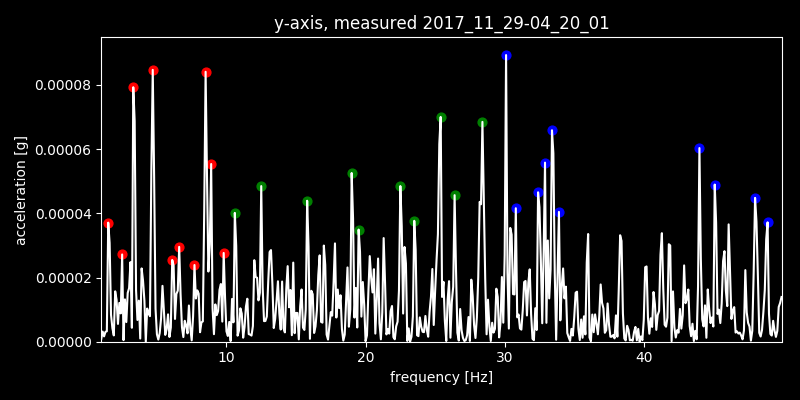 y-axis, measured 2017_11_29-04_20_01
0.00008
0.00006
0.00004
0.00002
0.00000
acceleration [g]
10 20 30 40
frequency [Hz]